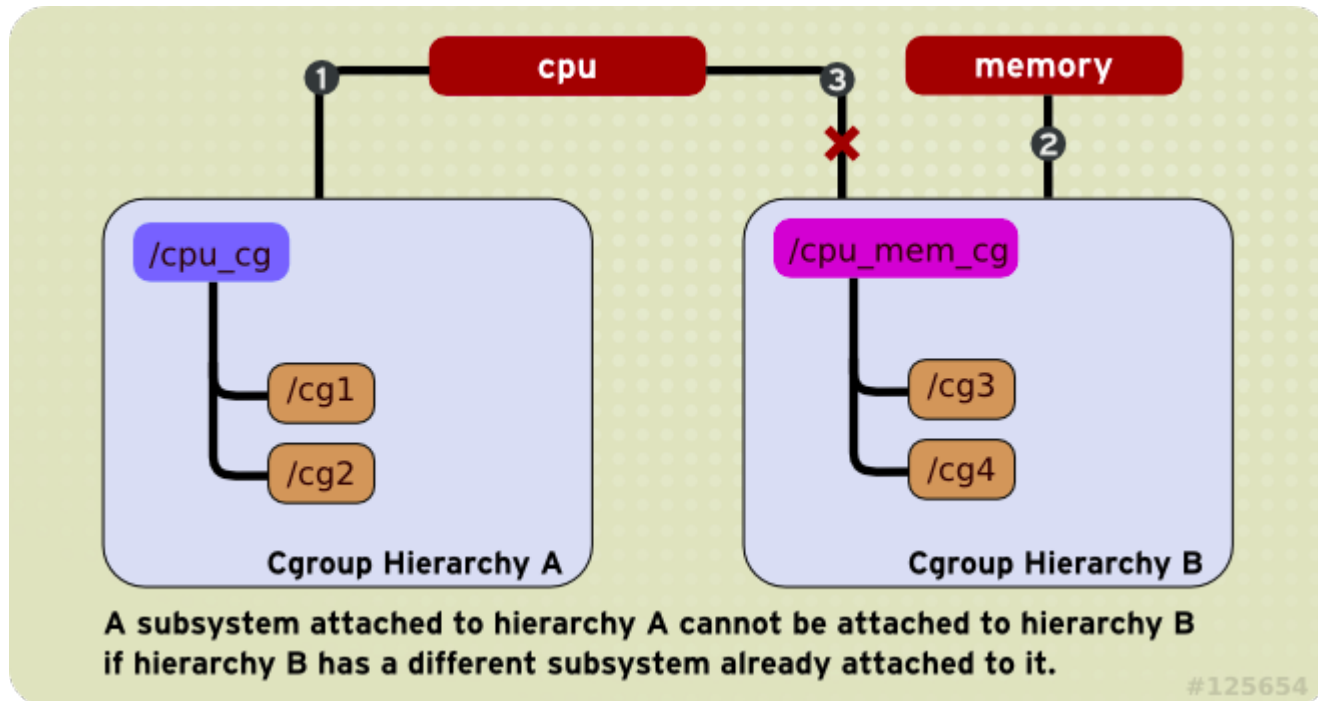 1
cpu
3
memory
2
/cpu_cg
/cpu_mem_cg
/cg1
/cg3
/cg2
/cg4
Cgroup Hierarchy A
Cgroup Hierarchy B
A subsystem attached to hierarchy A cannot be attached to hierarchy B
if hierarchy B has a different subsystem already attached to it.
#125654